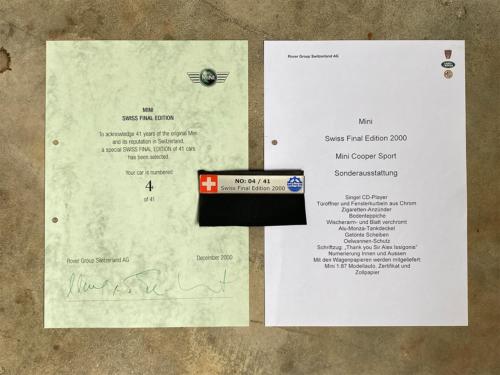 MINI
MINI
SWISS FINAL EDITION
To acknowledge 41 years of the original Mini
and its reputation in Switzerland,
a special SWISS FINAL EDITION of 41 cars
has been selected.
Your car is numbered
4
of 41
Rover Group Switzerland AG
December 2000
NO: 04 / 41
Swiss Final Edition 2000
Rover Group Switzerland AG
Mini
Swiss Final Edition 2000
Mini Cooper Sport
Sonderausstattung
Singel CD-Player
Türöffner und Fensterkurbeln aus Chrom
Zigaretten-Anzünder
Bodenteppiche
Wischerarm- und Blatt verchromt
Alu-Monza-Tankdeckel
Getönte Scheiben
Oelwannen-Schutz
Schriftzug: „Thank you Sir Alex Issigonis"
Numerierung Innen und Aussen
Mit den Wagenpapieren werden mitgeliefert:
Mini 1:87 Modellauto, Zertifikat und
Zollpapier